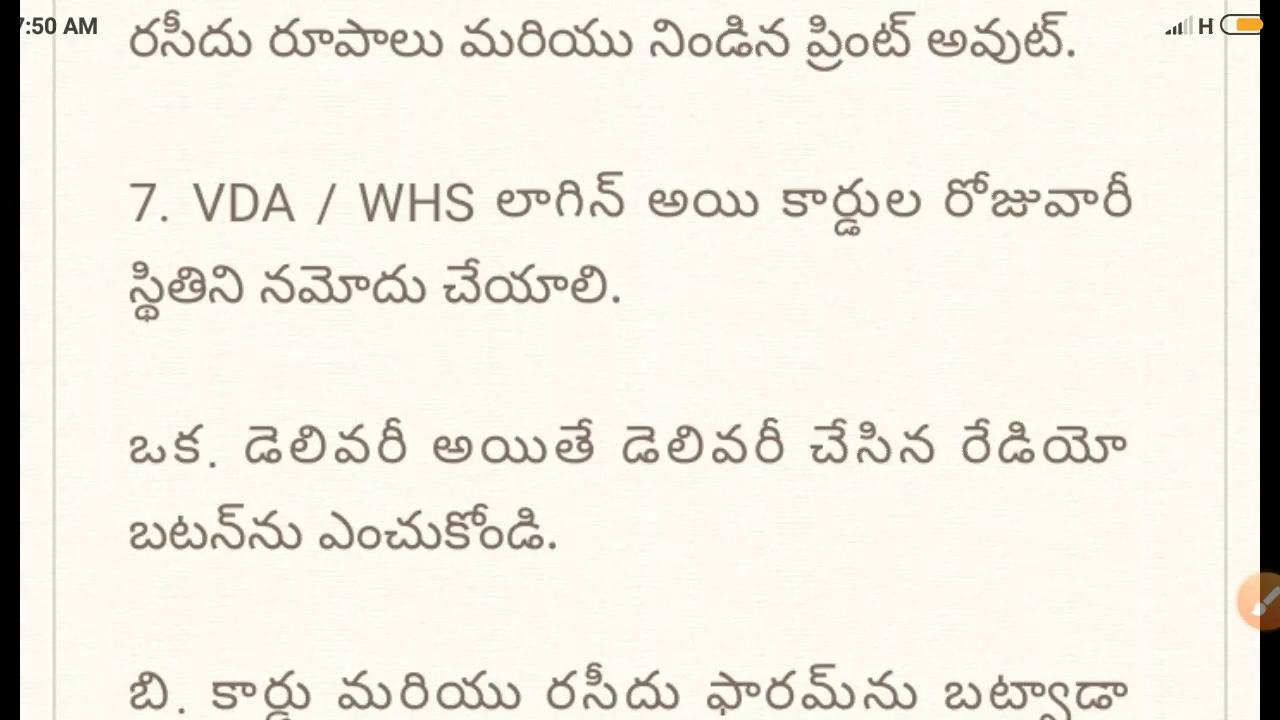 7:50 AM H
రసీదు రూపాలు మరియు నిండిన ప్రింట్ అవుట్.
7. VDA / WHS లాగిన్ అయి కార్డుల రోజువారీ
స్థితిని నమోదు చేయాలి.
ఒక. డెలివరీ అయితే డెలివరీ చేసిన రేడియో
బటన్‌ను ఎంచుకోండి.
బి. కార్డు మరియు రసీదు ఫారమ్‌ను బట్వాడా